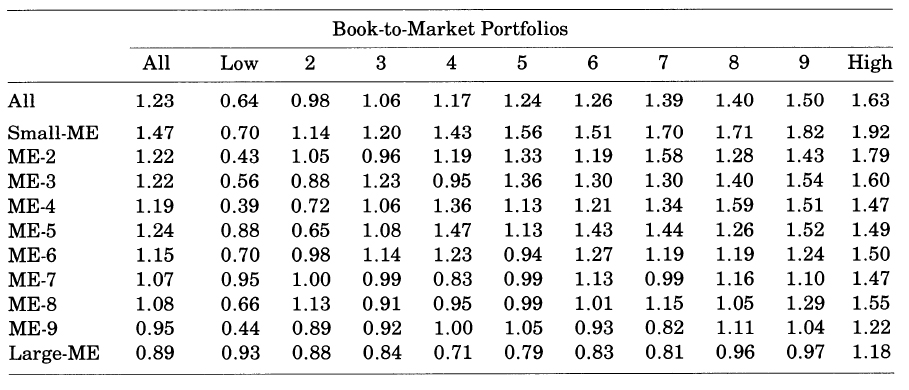 Book-to-Market Portfolios
All Low 2 3 4 5 6 7 8 9 High
All 1.23 0.64 0.98 1.06 1.17 1.24 1.26 1.39 1.40 1.50 1.63
Small-ME 1.47 0.70 1.14 1.20 1.43 1.56 1.51 1.70 1.71 1.82 1.92
ME-2 1.22 0.43 1.05 0.96 1.19 1.33 1.19 1.58 1.28 1.43 1.79
ME-3 1.22 0.56 0.88 1.23 0.95 1.36 1.30 1.30 1.40 1.54 1.60
ME-4 1.19 0.39 0.72 1.06 1.36 1.13 1.21 1.34 1.59 1.51 1.47
ME-5 1.24 0.88 0.65 1.08 1.47 1.13 1.43 1.44 1.26 1.52 1.49
ME-6 1.15 0.70 0.98 1.14 1.23 0.94 1.27 1.19 1.19 1.24 1.50
ME-7 1.07 0.95 1.00 0.99 0.83 0.99 1.13 0.99 1.16 1.10 1.47
ME-8 1.08 0.66 1.13 0.91 0.95 0.99 1.01 1.15 1.05 1.29 1.55
ME-9 0.95 0.44 0.89 0.92 1.00 1.05 0.93 0.82 1.11 1.04 1.22
Large-ME 0.89 0.93 0.88 0.84 0.71 0.79 0.83 0.81 0.96 0.97 1.18